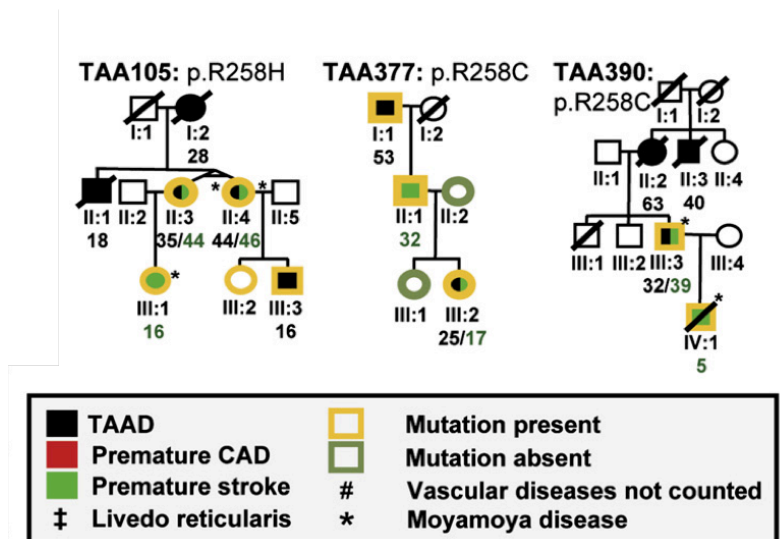 TAA105: p.R258H
I:1 I:2
28
* *
II:1 II:2 II:3 II:4 II:5
18 35/44 44/46
*
III:1 III:2 III:3
16 16
TAA377: p.R258C
I:1 I:2
53
II:1 II:2
32
III:1 III:2
25/17
TAA390:
p.R258C
I:1 I:2
II:1 II:2 II:3 II:4
63 40
*
III:1 III:2 III:3 III:4
32/39
*
IV:1
5
TAAD
Premature CAD
Premature stroke
‡ Livedo reticularis
Mutation present
Mutation absent
# Vascular diseases not counted
* Moyamoya disease